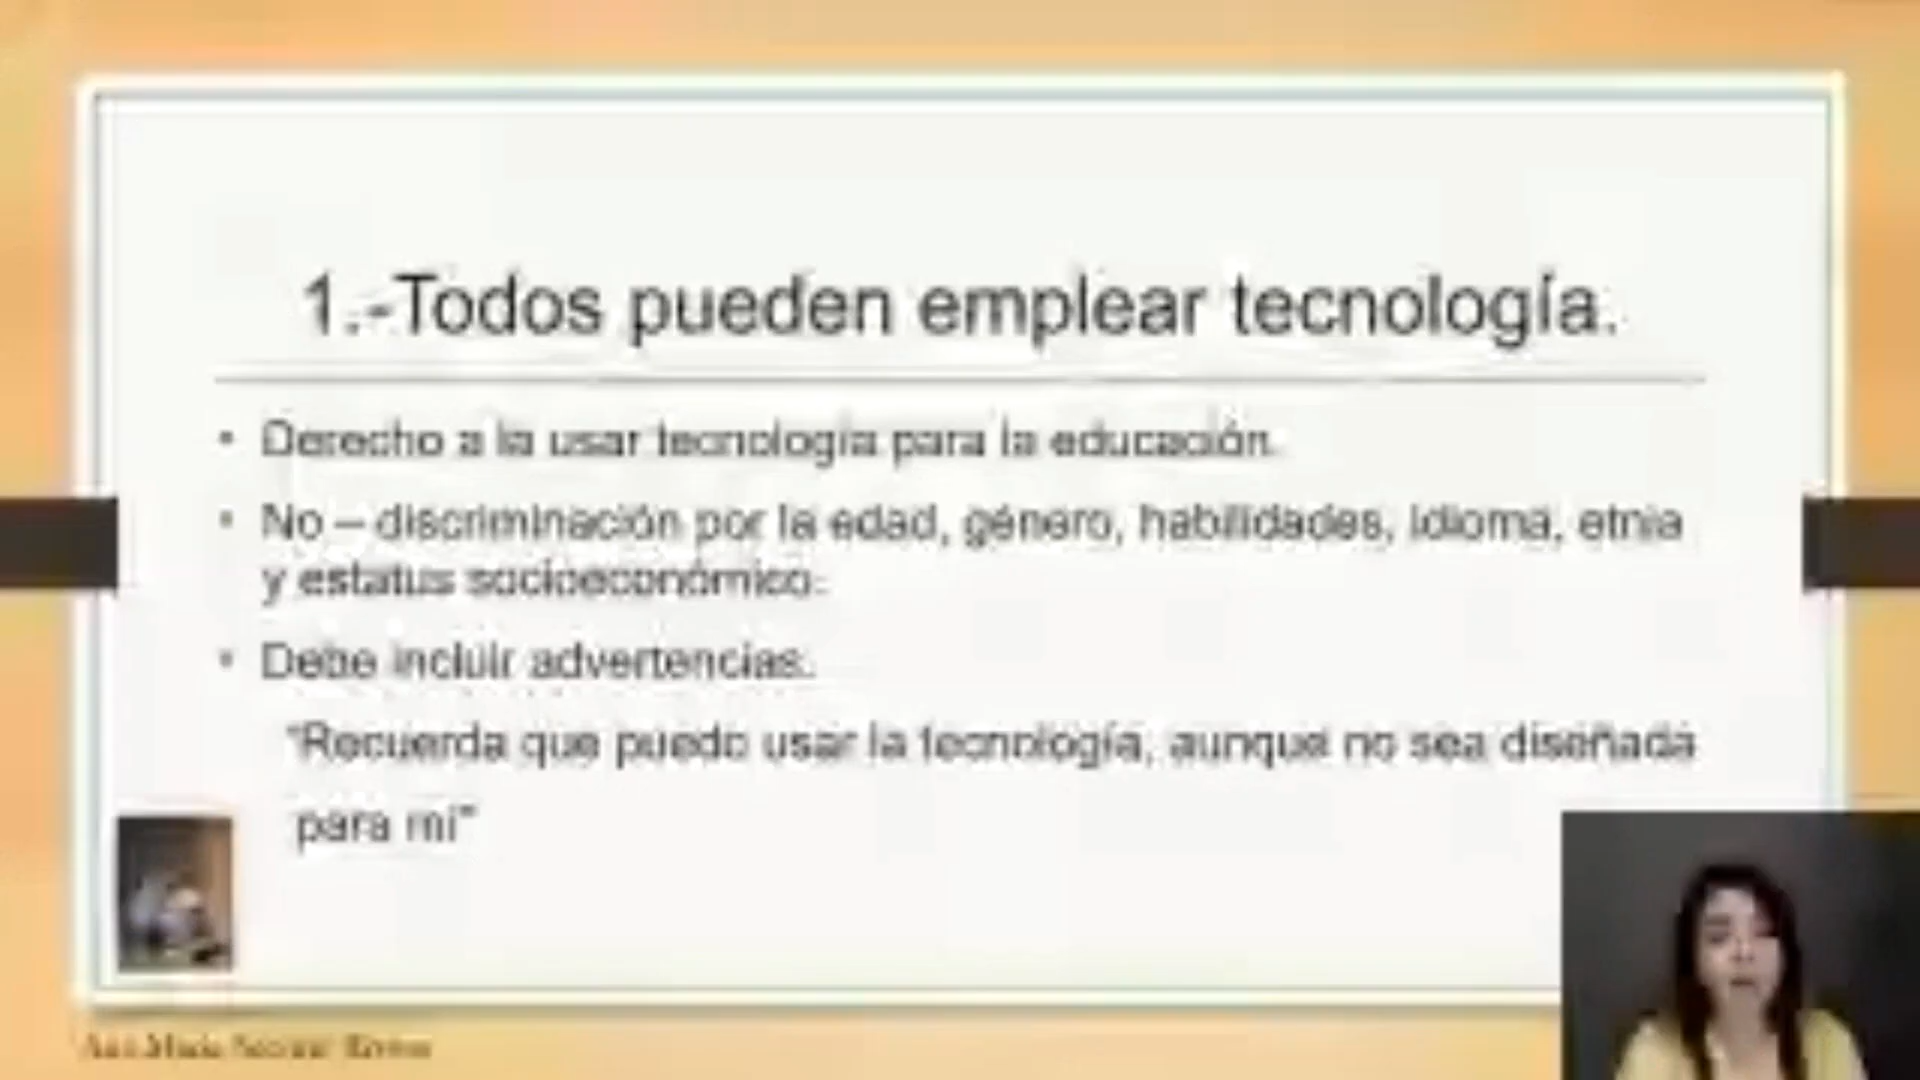 1.-Todos pueden emplear tecnología.
• Derecho a la usar tecnología para la educación.
• No – discriminación por la edad, género, habilidades, idioma, etnia
y estatus socioeconómico.
• Debe incluir advertencias.
"Recuerda que puedo usar la tecnología, aunque no sea diseñada
para mí"